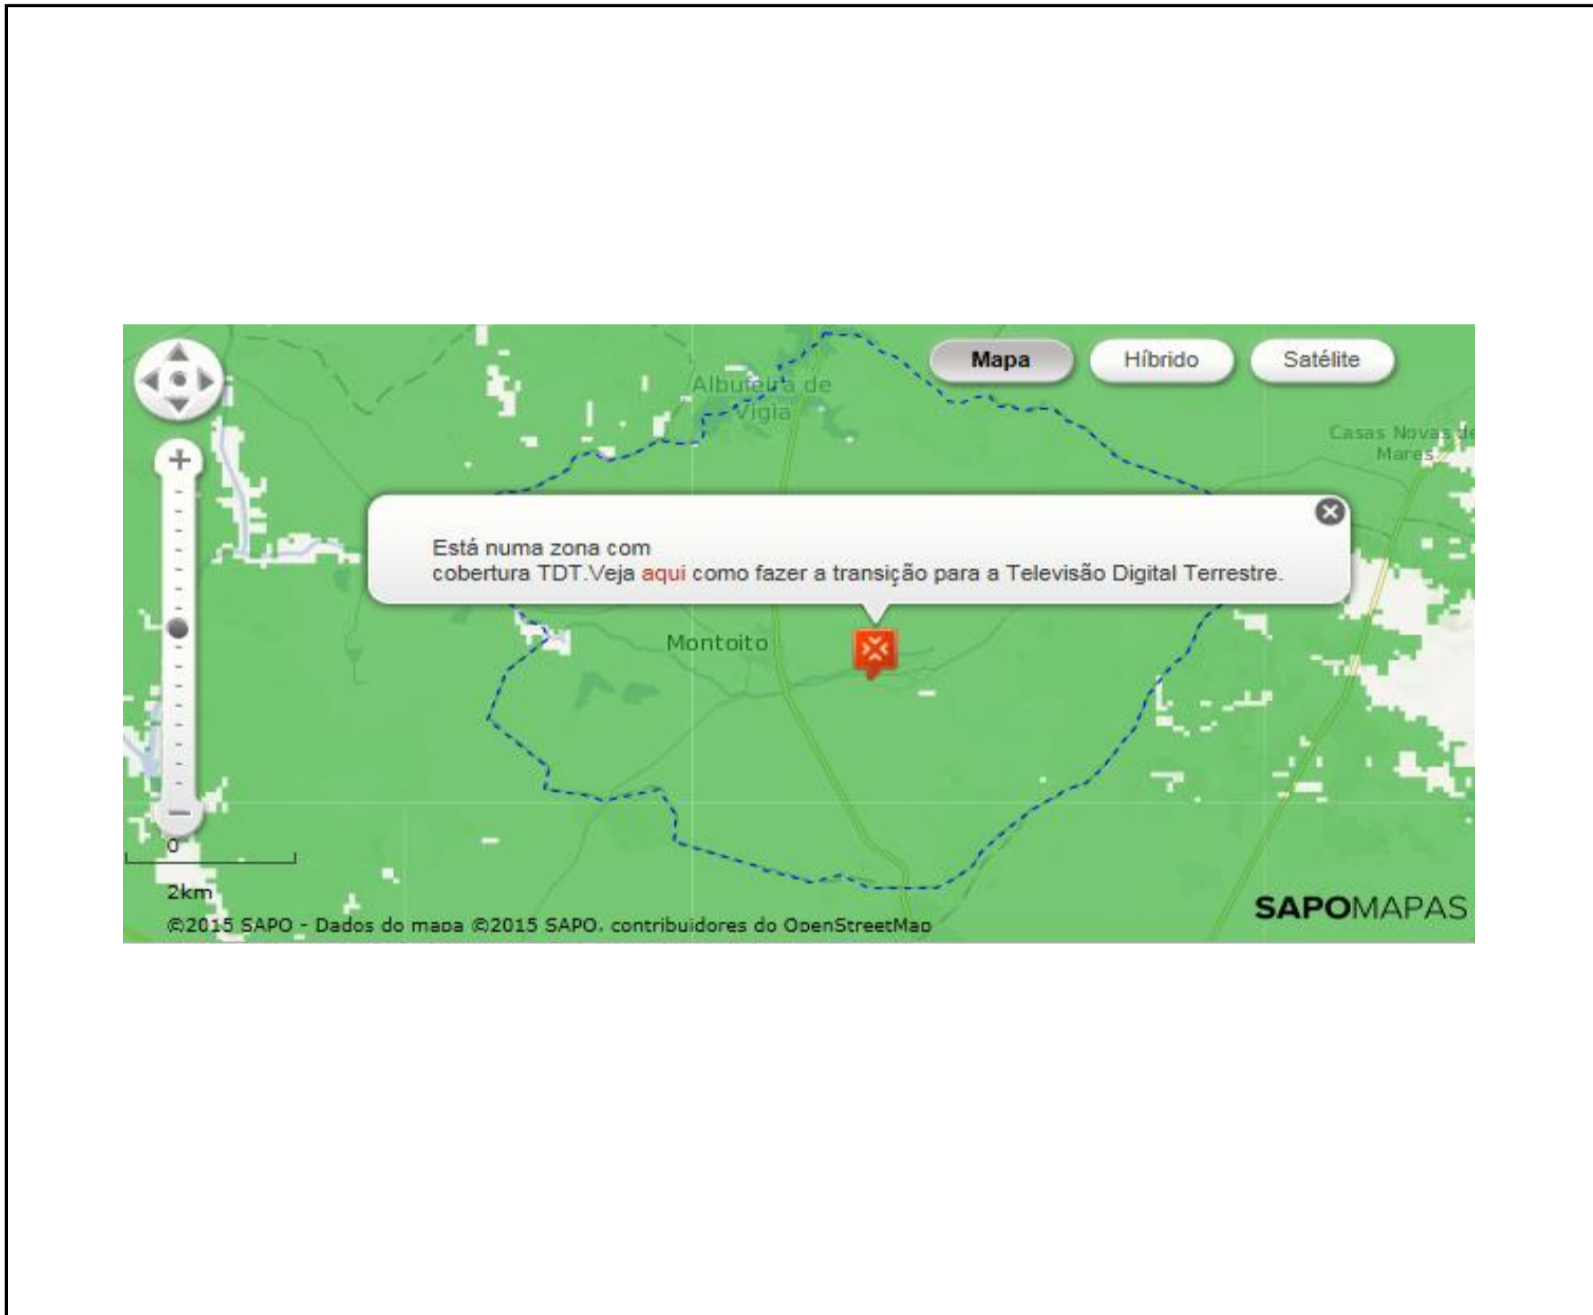 Mapa
Híbrido
Satélite
Albufeira de
Vigia
Casas Novas de
Mares
+
Está numa zona com
cobertura TDT.Veja aqui como fazer a transição para a Televisão Digital Terrestre.
Montoito
0
2km
SAPOMAPAS
©2015 SAPO - Dados do mapa ©2015 SAPO, contribuidores do OpenStreetMap